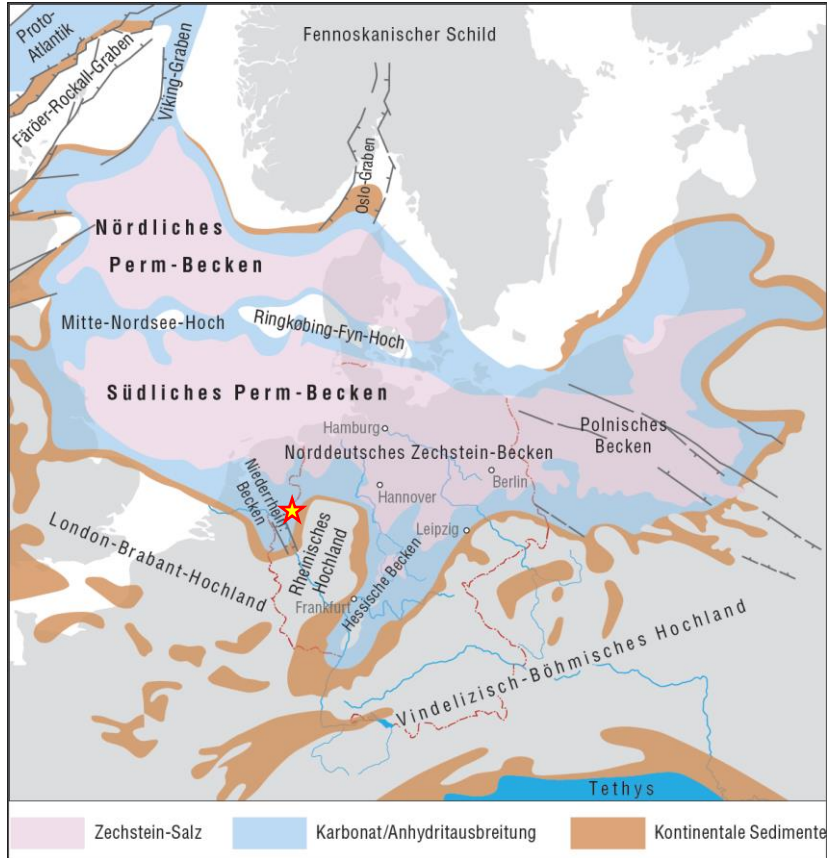 Proto-
Atlantik
Färöer-Rockall-Graben
Viking-Graben
Fennoskanischer Schild
Oslo-Graben
Nördliches
Perm-Becken
Mitte-Nordsee-Hoch
Ringkøbing-Fyn-Hoch
Südliches Perm-Becken
Hamburg
Norddeutsches Zechstein-Becken
Polnisches
Becken
Berlin
Hannover
Niederrhein-
Becken
Leipzig
London-Brabant-Hochland
Rheinisches
Hochland
Hessische Becken
Frankfurt
Vindelizisch-Böhmisches Hochland
Tethys
Zechstein-Salz
Karbonat/Anhydritausbreitung
Kontinentale Sedimente